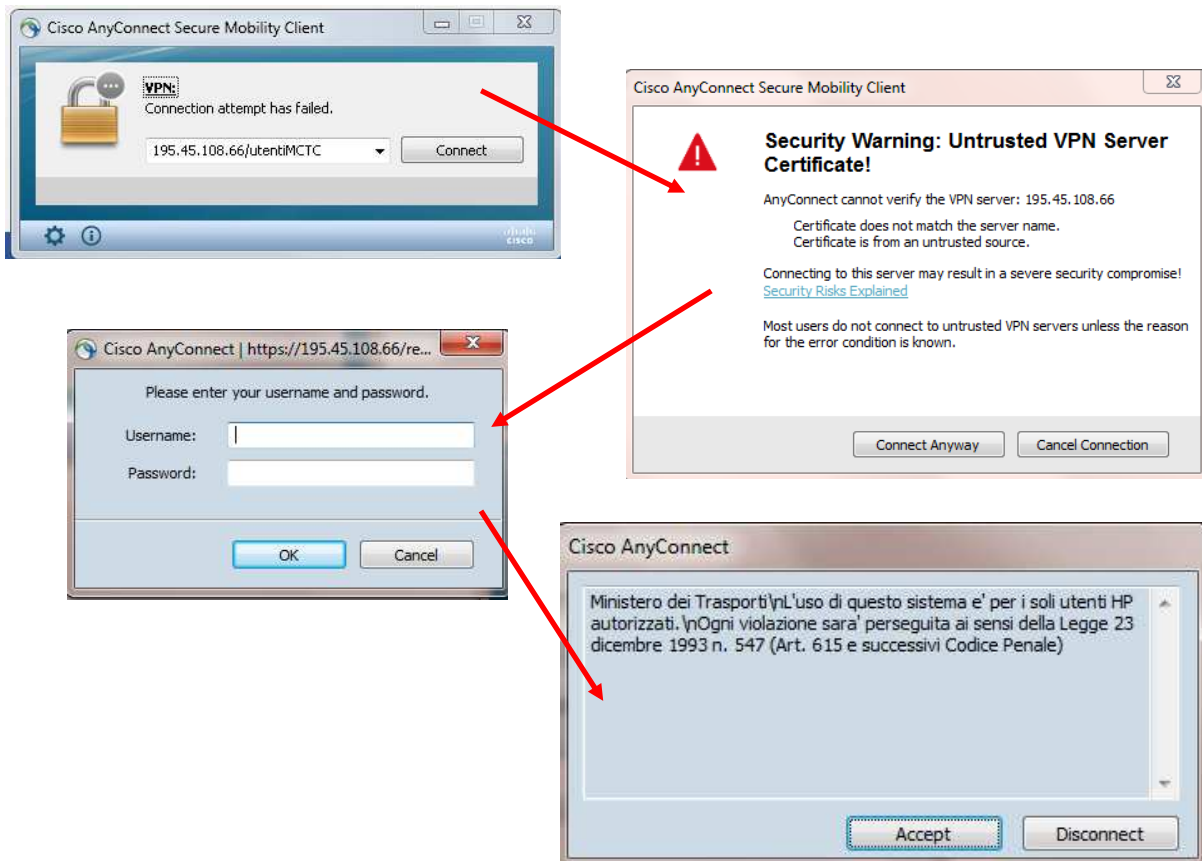 Cisco AnyConnect Secure Mobility Client
VPN:
Connection attempt has failed.
195.45.108.66/utentiMCTC
Connect
cisco
Cisco AnyConnect Secure Mobility Client
Security Warning: Untrusted VPN Server
Certificate!
AnyConnect cannot verify the VPN server: 195.45.108.66
Certificate does not match the server name.
Certificate is from an untrusted source.
Connecting to this server may result in a severe security compromise!
Security Risks Explained
Most users do not connect to untrusted VPN servers unless the reason
for the error condition is known.
Connect Anyway
Cancel Connection
Cisco AnyConnect | https://195.45.108.66/re...
Please enter your username and password.
Username:
Password:
OK
Cancel
Cisco AnyConnect
Ministero dei Trasporti\nL'uso di questo sistema e' per i soli utenti HP
autorizzati. \nOgni violazione sara' perseguita ai sensi della Legge 23
dicembre 1993 n. 547 (Art. 615 e successivi Codice Penale)
Accept
Disconnect